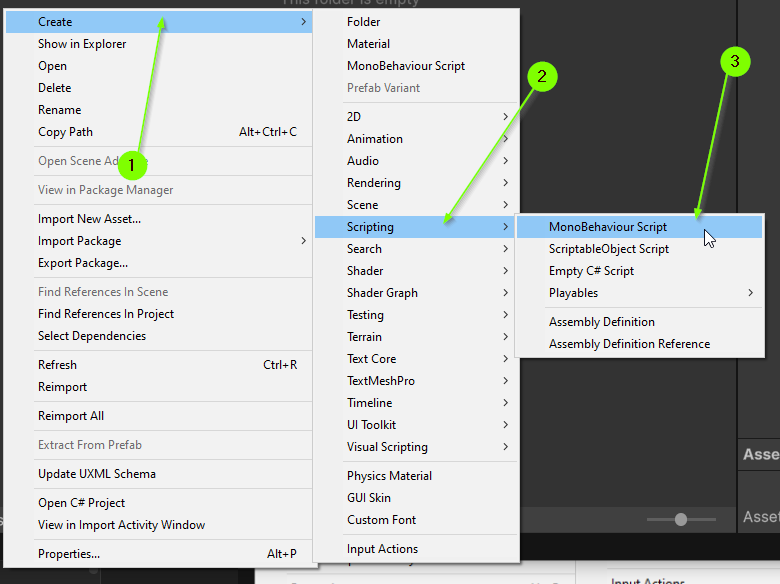 This folder is empty
Create
Show in Explorer
Open
Delete
Rename
Copy Path Alt+Ctrl+C
Open Scene
View in Package Manager
Import New Asset...
Import Package
Export Package...
Find References In Scene
Find References In Project
Select Dependencies
Refresh Ctrl+R
Reimport
Reimport All
Extract From Prefab
Update UXML Schema
Open C# Project
View in Import Activity Window
Properties... Alt+P
1
Folder
Material
MonoBehaviour Script
Prefab Variant
2D
Animation
Audio
Rendering
Scene
Scripting
Search
Shader
Shader Graph
Testing
Terrain
Text Core
TextMeshPro
Timeline
UI Toolkit
Visual Scripting
Physics Material
GUI Skin
Custom Font
Input Actions
2
3
MonoBehaviour Script
ScriptableObject Script
Empty C# Script
Playables
Assembly Definition
Assembly Definition Reference
Asse
Asset
Input Actions